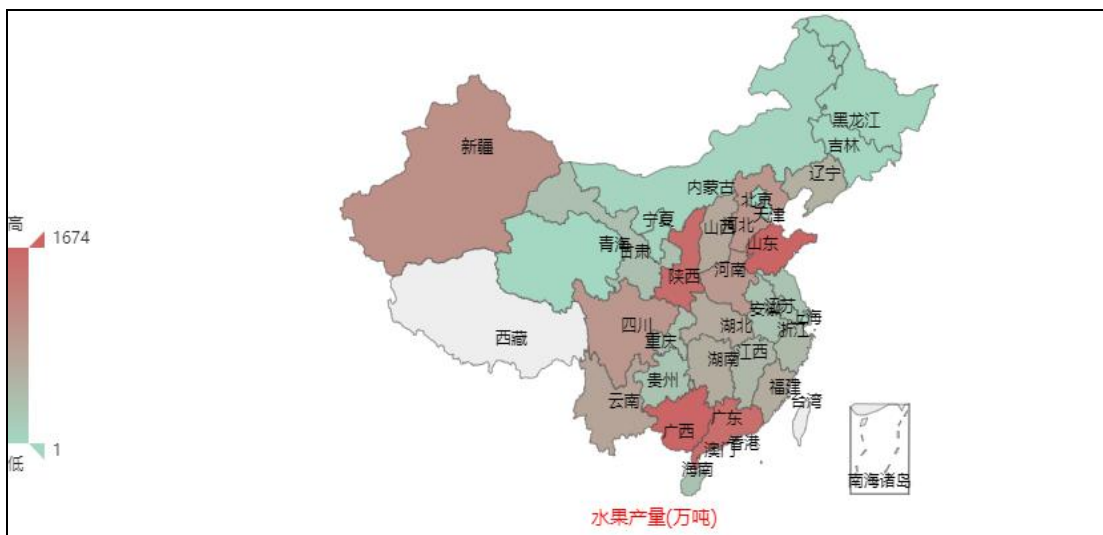 黑龙江
吉林
辽宁
新疆
内蒙古
北京
天津
宁夏
山西
河北
山东
青海
甘肃
陕西
河南
高
1674
四川
重庆
湖北
安徽
江苏
上海
浙江
西藏
湖南
江西
贵州
云南
福建
台湾
广西
广东
澳门
香港
海南
南海诸岛
1
低
水果产量(万吨)